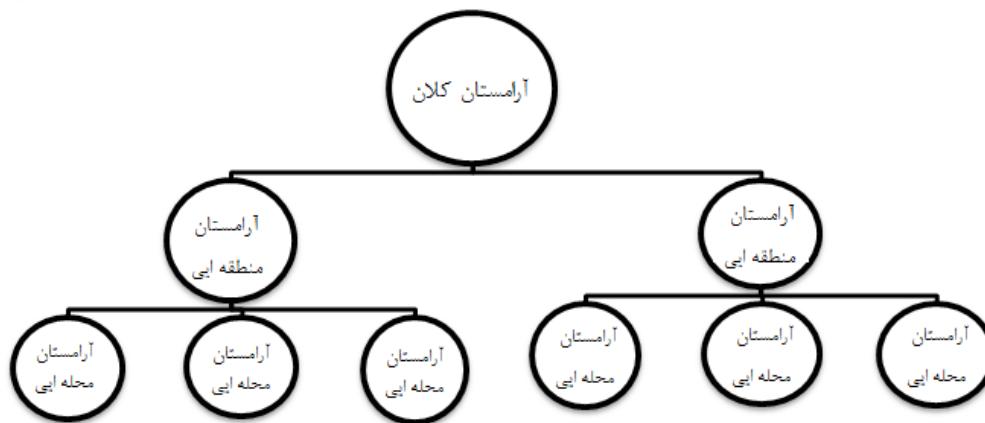 آرامستان کلان
آرامستان
منطقه ایی
آرامستان
منطقه ایی
آرامستان
محله ایی
آرامستان
محله ایی
آرامستان
محله ایی
آرامستان
محله ایی
آرامستان
محله ایی
آرامستان
محله ایی